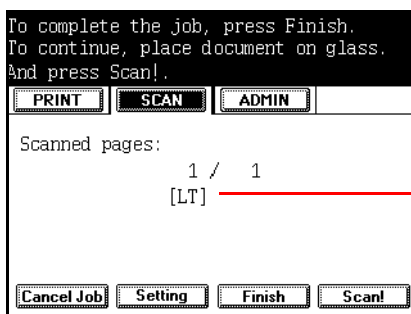 To complete the job, press Finish.
To continue, place document on glass.
And press Scan!.
PRINT SCAN ADMIN
Scanned pages:
1 / 1
[LT]
Cancel Job Setting Finish Scan!